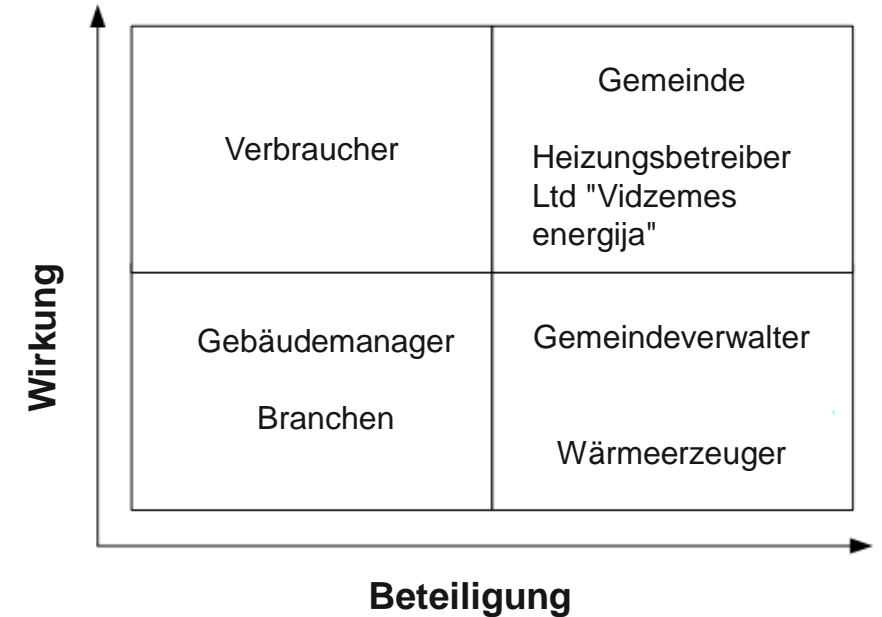 Wirkung
Verbraucher
Gemeinde
Heizungsbetreiber
Ltd "Vidzemes
energija"
Gebäudemanager
Branchen
Gemeindeverwalter
Wärmeerzeuger
Beteiligung